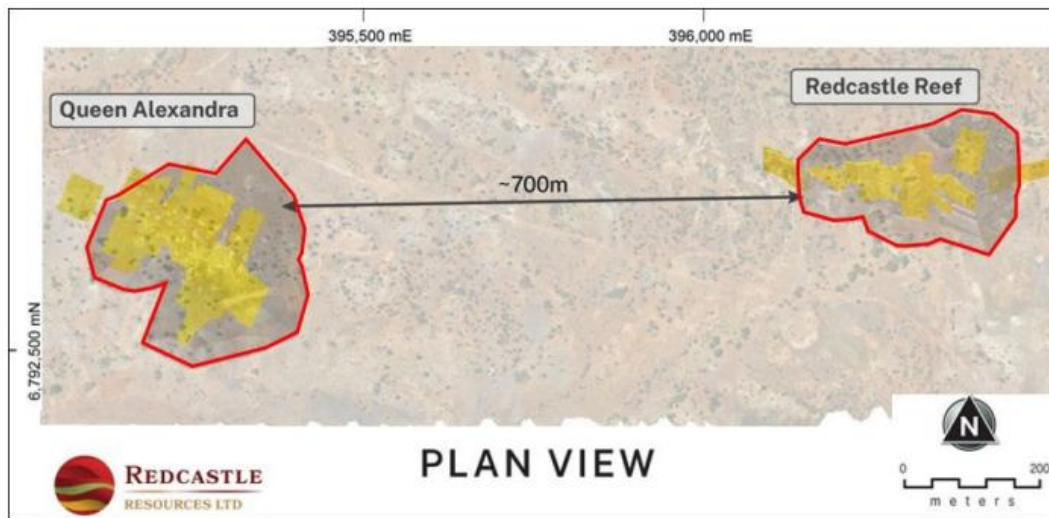 395,500 mE
396,000 mE
Queen Alexandra
Redcastle Reef
~700m
6,792,500 mN
N
PLAN VIEW
REDCASTLE
RESOURCES LTD
0 200
meters